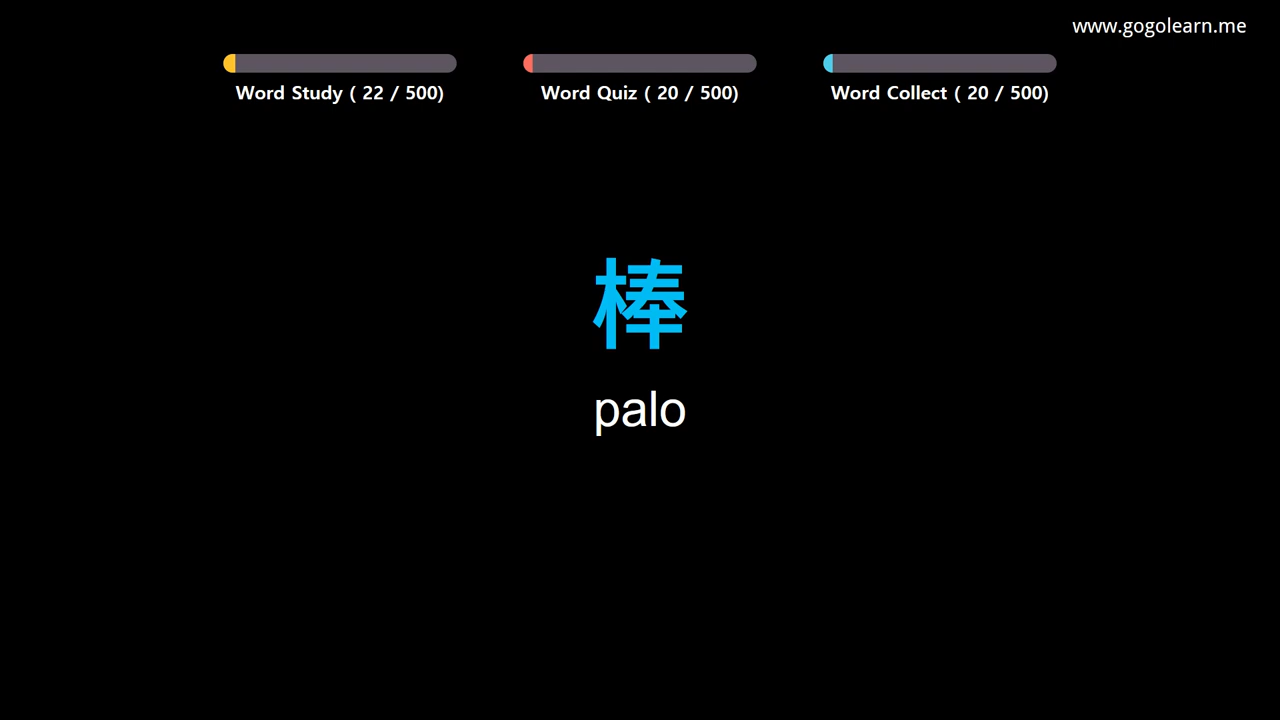 www.gogolearn.me
Word Study ( 22 / 500)
Word Quiz ( 20 / 500)
Word Collect ( 20 / 500)
棒
palo